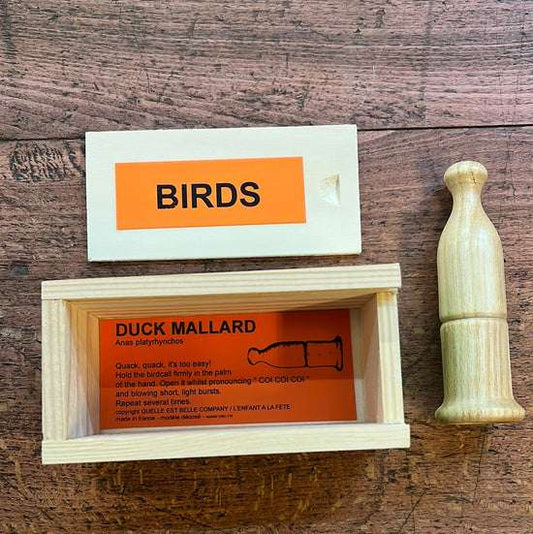 BIRDS
DUCK MALLARD
Anas platyrhynchos
Quack, quack, it's too easy!
Hold the birdcall firmly in the palm
of the hand. Open it whilst pronouncing " COI COI COI "
and blowing short, light bursts.
Repeat several times.
copyright QUELLE EST BELLE COMPANY / L'ENFANT A LA FETE
made in france - modèle déposé -